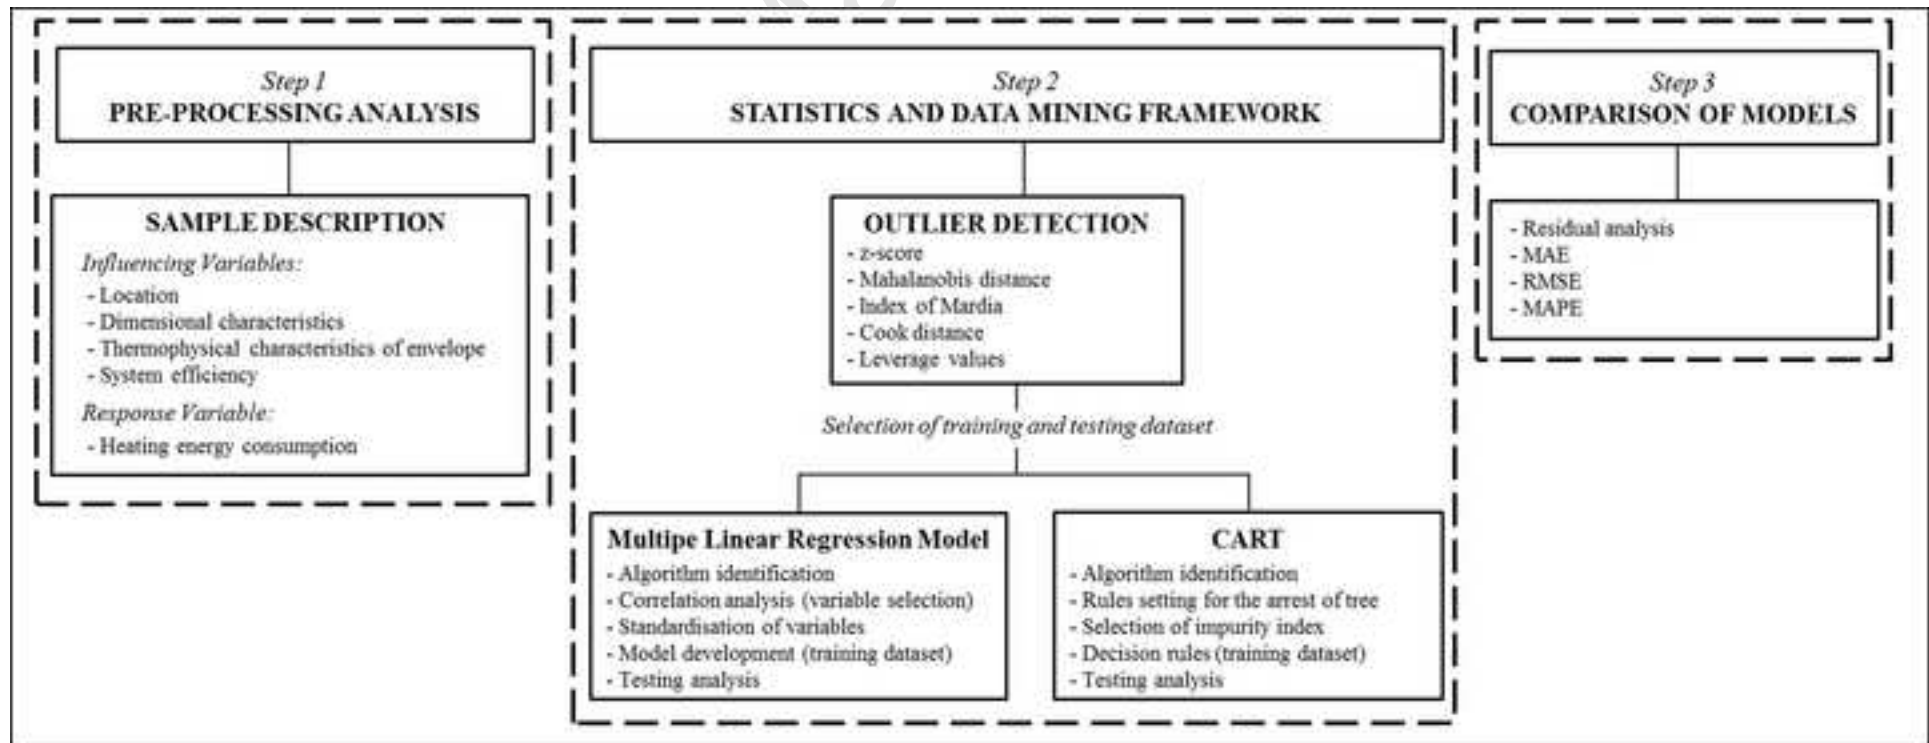 Step 1
PRE-PROCESSING ANALYSIS
SAMPLE DESCRIPTION
Influencing Variables:
- Location
- Dimensional characteristics
- Thermophysical characteristics of envelope
- System efficiency
Response Variable:
- Heating energy consumption
Step 2
STATISTICS AND DATA MINING FRAMEWORK
OUTLIER DETECTION
- z-score
- Mahalanobis distance
- Index of Mardia
- Cook distance
- Leverage values
Selection of training and testing dataset
Multipe Linear Regression Model
- Algorithm identification
- Correlation analysis (variable selection)
- Standardisation of variables
- Model development (training dataset)
- Testing analysis
CART
- Algorithm identification
- Rules setting for the arrest of tree
- Selection of impurity index
- Decision rules (training dataset)
- Testing analysis
Step 3
COMPARISON OF MODELS
- Residual analysis
- MAE
- RMSE
- MAPE